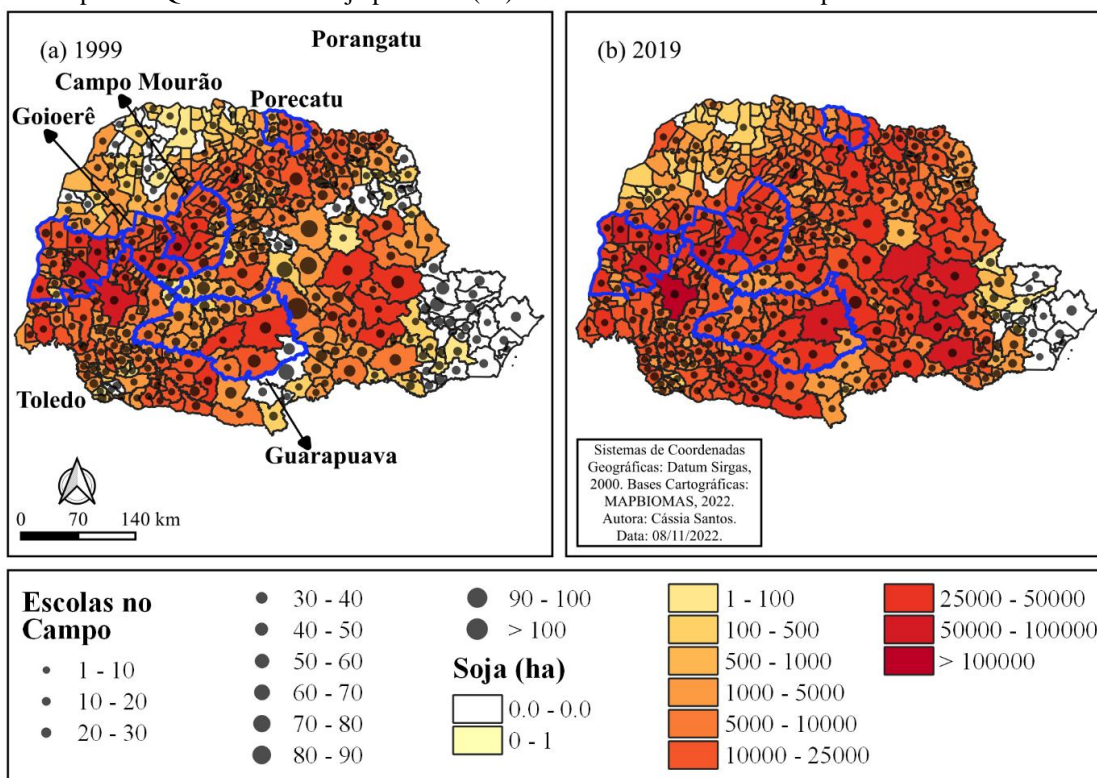 (a) 1999
Porangatu
Campo Mourão
Porecatu
Goioerê
Toledo
Guarapuava
0 70 140 km
(b) 2019
Sistemas de Coordenadas
Geográficas: Datum Sirgas,
2000. Bases Cartográficas:
MAPBIOMAS, 2022.
Autora: Cássia Santos.
Data: 08/11/2022.
Escolas no
Campo
1 - 10
10 - 20
20 - 30
30 - 40
40 - 50
50 - 60
60 - 70
70 - 80
80 - 90
90 - 100
> 100
Soja (ha)
0.0 - 0.0
0 - 1
1 - 100
100 - 500
500 - 1000
1000 - 5000
5000 - 10000
10000 - 25000
25000 - 50000
50000 - 100000
> 100000